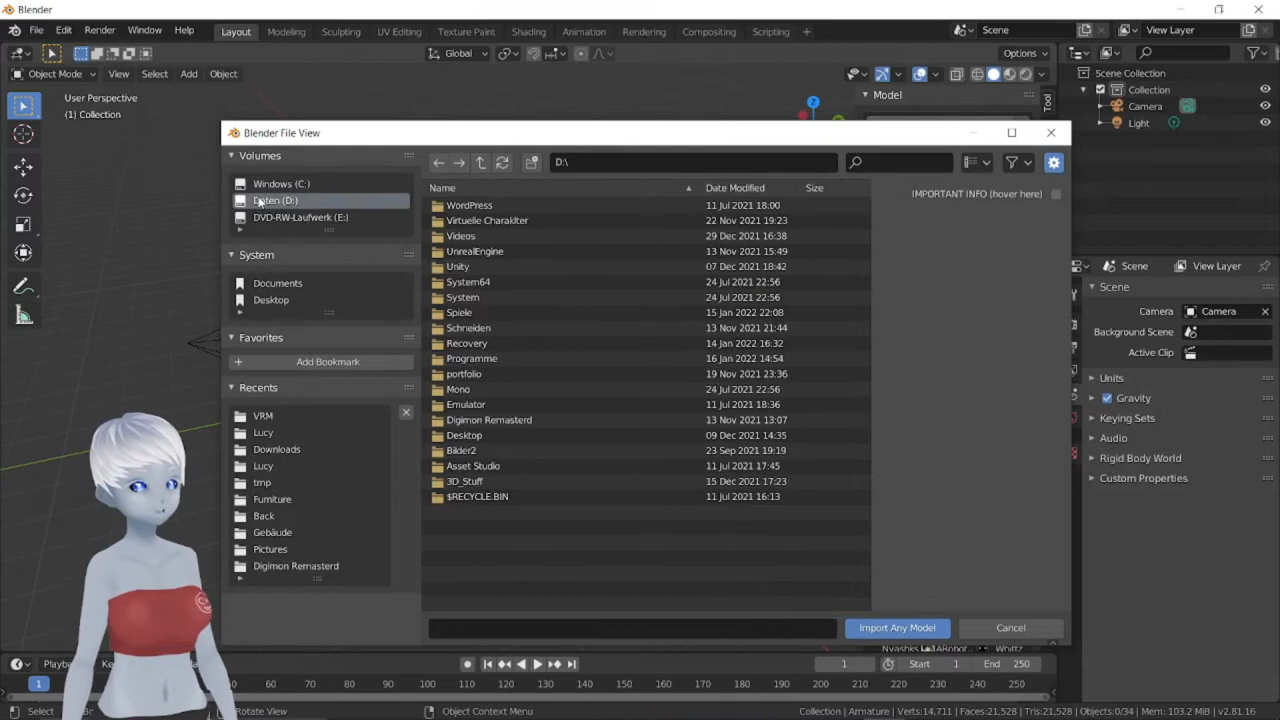 Blender
File Edit Render Window Help Layout Modeling Sculpting UV Editing Texture Paint Shading Animation Rendering Compositing Scripting + Scene View Layer
Global Options
Object Mode View Select Add Object
User Perspective
(1) Collection
Model
Tool
Scene Collection
Collection
Camera
Light
Blender File View
Volumes
Windows (C:)
Daten (D:)
DVD-RW-Laufwerk (E:)
System
Documents
Desktop
Favorites
+ Add Bookmark
Recents
VRM
Lucy
Downloads
Lucy
tmp
Furniture
Back
Gebäude
Pictures
Digimon Remasterd
D:\
Name Date Modified Size
WordPress 11 Jul 2021 18:00
Virtuelle Charakter 22 Nov 2021 19:23
Videos 29 Dec 2021 16:38
UnrealEngine 13 Nov 2021 15:49
Unity 07 Dec 2021 18:42
System64 24 Jul 2021 22:56
System 24 Jul 2021 22:56
Spiele 15 Jan 2022 22:08
Schneiden 13 Nov 2021 21:44
Recovery 14 Jan 2022 16:32
Programme 16 Jan 2022 14:54
portfolio 19 Nov 2021 23:36
Mono 24 Jul 2021 22:56
Emulator 11 Jul 2021 18:36
Digimon Remasterd 13 Nov 2021 13:07
Desktop 09 Dec 2021 14:35
Bilder2 23 Sep 2021 19:19
Asset Studio 11 Jul 2021 17:45
3D_Stuff 15 Dec 2021 17:23
$RECYCLE.BIN 11 Jul 2021 16:13
IMPORTANT INFO (hover here)
Import Any Model Cancel
Scene View Layer
Scene
Camera Camera
Background Scene
Active Clip
Units
Gravity
Keying Sets
Audio
Rigid Body World
Custom Properties
1 Start 1 End 250
1 60 70 80 90 100 110 120 130 140 150 160 170 180 190 200 210 220 230 240 250
Select Rotate View Object Context Menu Collection | Armature | Verts:14,711 | Faces:21,528 | Tris:21,528 | Objects:0/34 | Mem: 103.2 MiB | v2.81.16